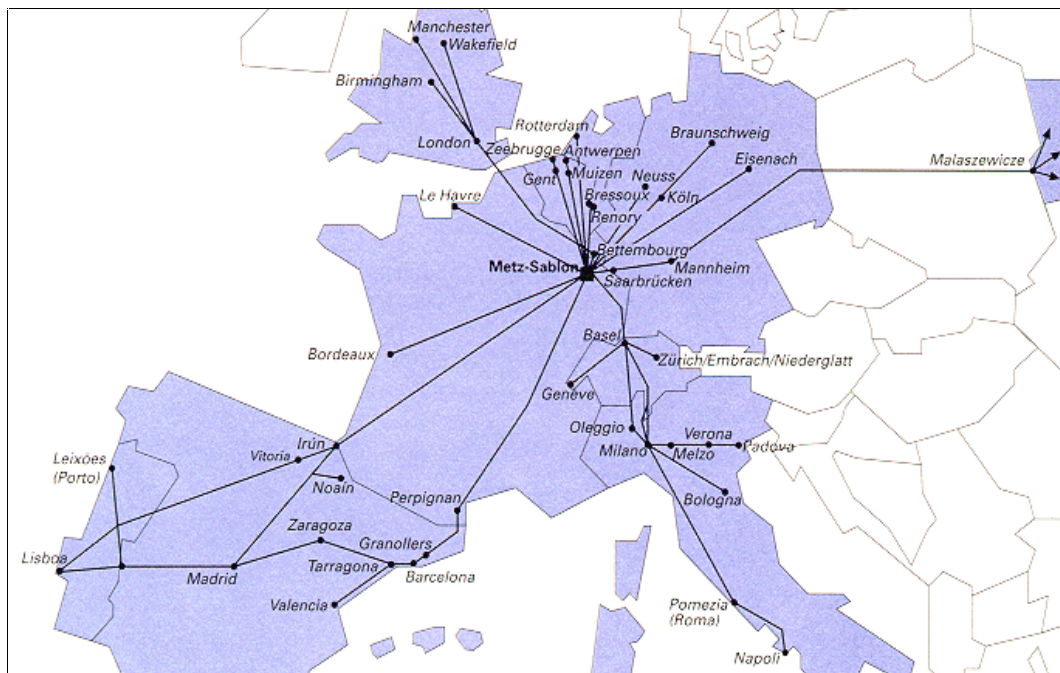 Manchester
Wakefield
Birmingham
London
Rotterdam
Zeebrugge
Antwerpen
Gent
Muizen
Braunschweig
Eisenach
Neuss
Köln
Bressoux
Renory
Malaszewicze
Le Havre
Bettembourg
Metz-Sablon
Mannheim
Saarbrücken
Bordeaux
Basel
Zürich/Embrach/Niederglatt
Genève
Oleggio
Milano
Verona
Melzo
Padova
Bologna
Irún
Vitoria
Noain
Leixões
(Porto)
Perpignan
Zaragoza
Granollers
Lisboa
Madrid
Tarragona
Barcelona
Valencia
Pomezia
(Roma)
Napoli